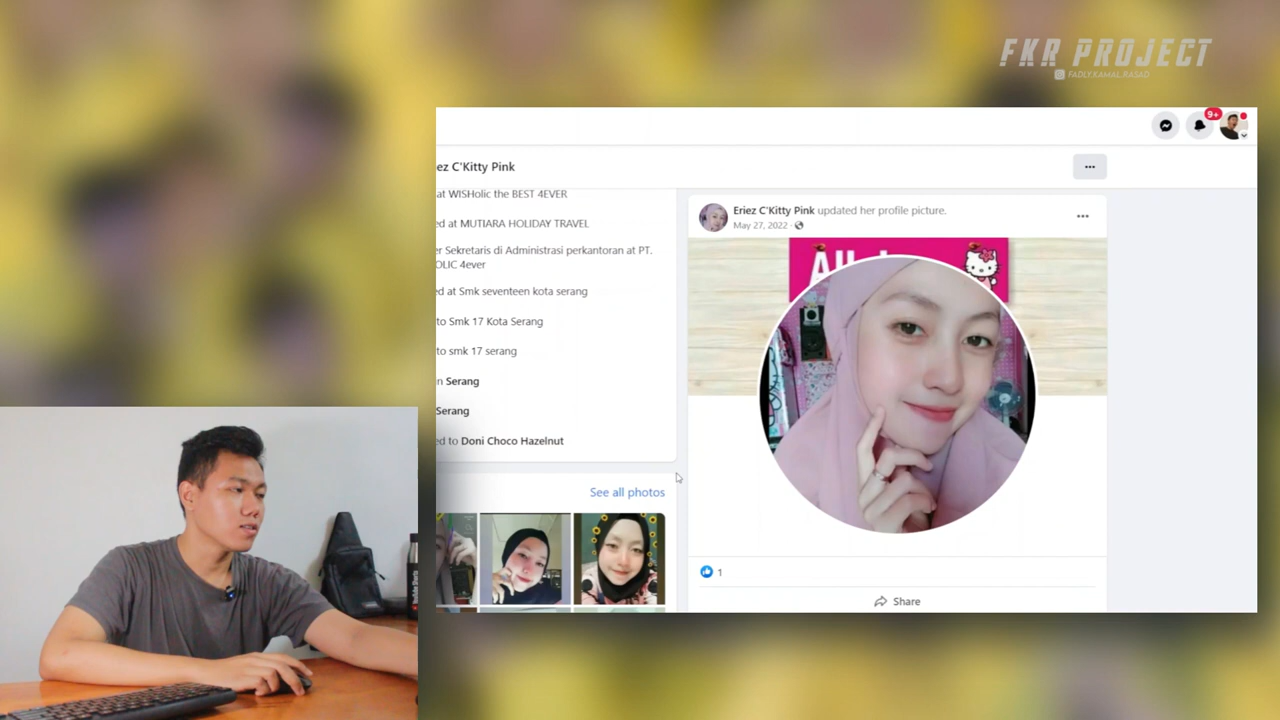 FKR PROJECT
FADLY.KAMAL.RASAD
9+
ez C'Kitty Pink
at WISHolic the BEST 4EVER
ed at MUTIARA HOLIDAY TRAVEL
er Sekretaris di Administrasi perkantoran at PT.
OLIC 4ever
ed at Smk seventeen kota serang
to Smk 17 Kota Serang
to smk 17 serang
n Serang
Serang
ed to Doni Choco Hazelnut
See all photos
Eriez C'Kitty Pink updated her profile picture.
May 27, 2022 ·
1
Share